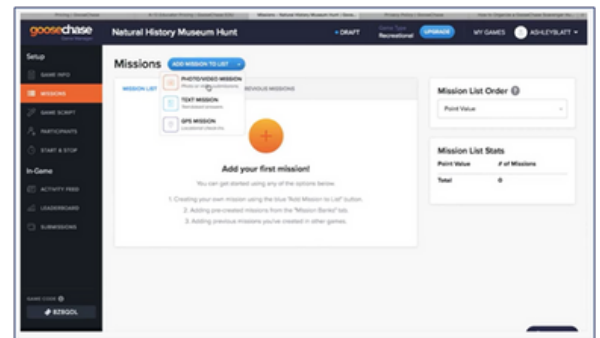 goosechase
Natural History Museum Hunt
DRAFT
Game Type
Recreational
UPGRADE
MY GAMES
ASHLEYBLATT
Setup
GAME INFO
MISSIONS
GAME SCRIPT
PARTICIPANTS
START & STOP
In-Game
ACTIVITY FEED
LEADERBOARD
SUBMISSIONS
GAME CODE
Missions
ADD MISSION TO LIST
MISSION LIST
PREVIOUS MISSIONS
PHOTO/VIDEO MISSION
Photo or video submissions.
TEXT MISSION
GPS MISSION
Add your first mission!
You can get started using any of the options below.
1. Creating your own mission using the blue "Add Mission to List" button.
2. Adding pre-created missions from the "Mission Banks" tab.
3. Adding previous missions you've created in other games.
Mission List Order
Point Value
Mission List Stats
Point Value # of Missions
Total 0